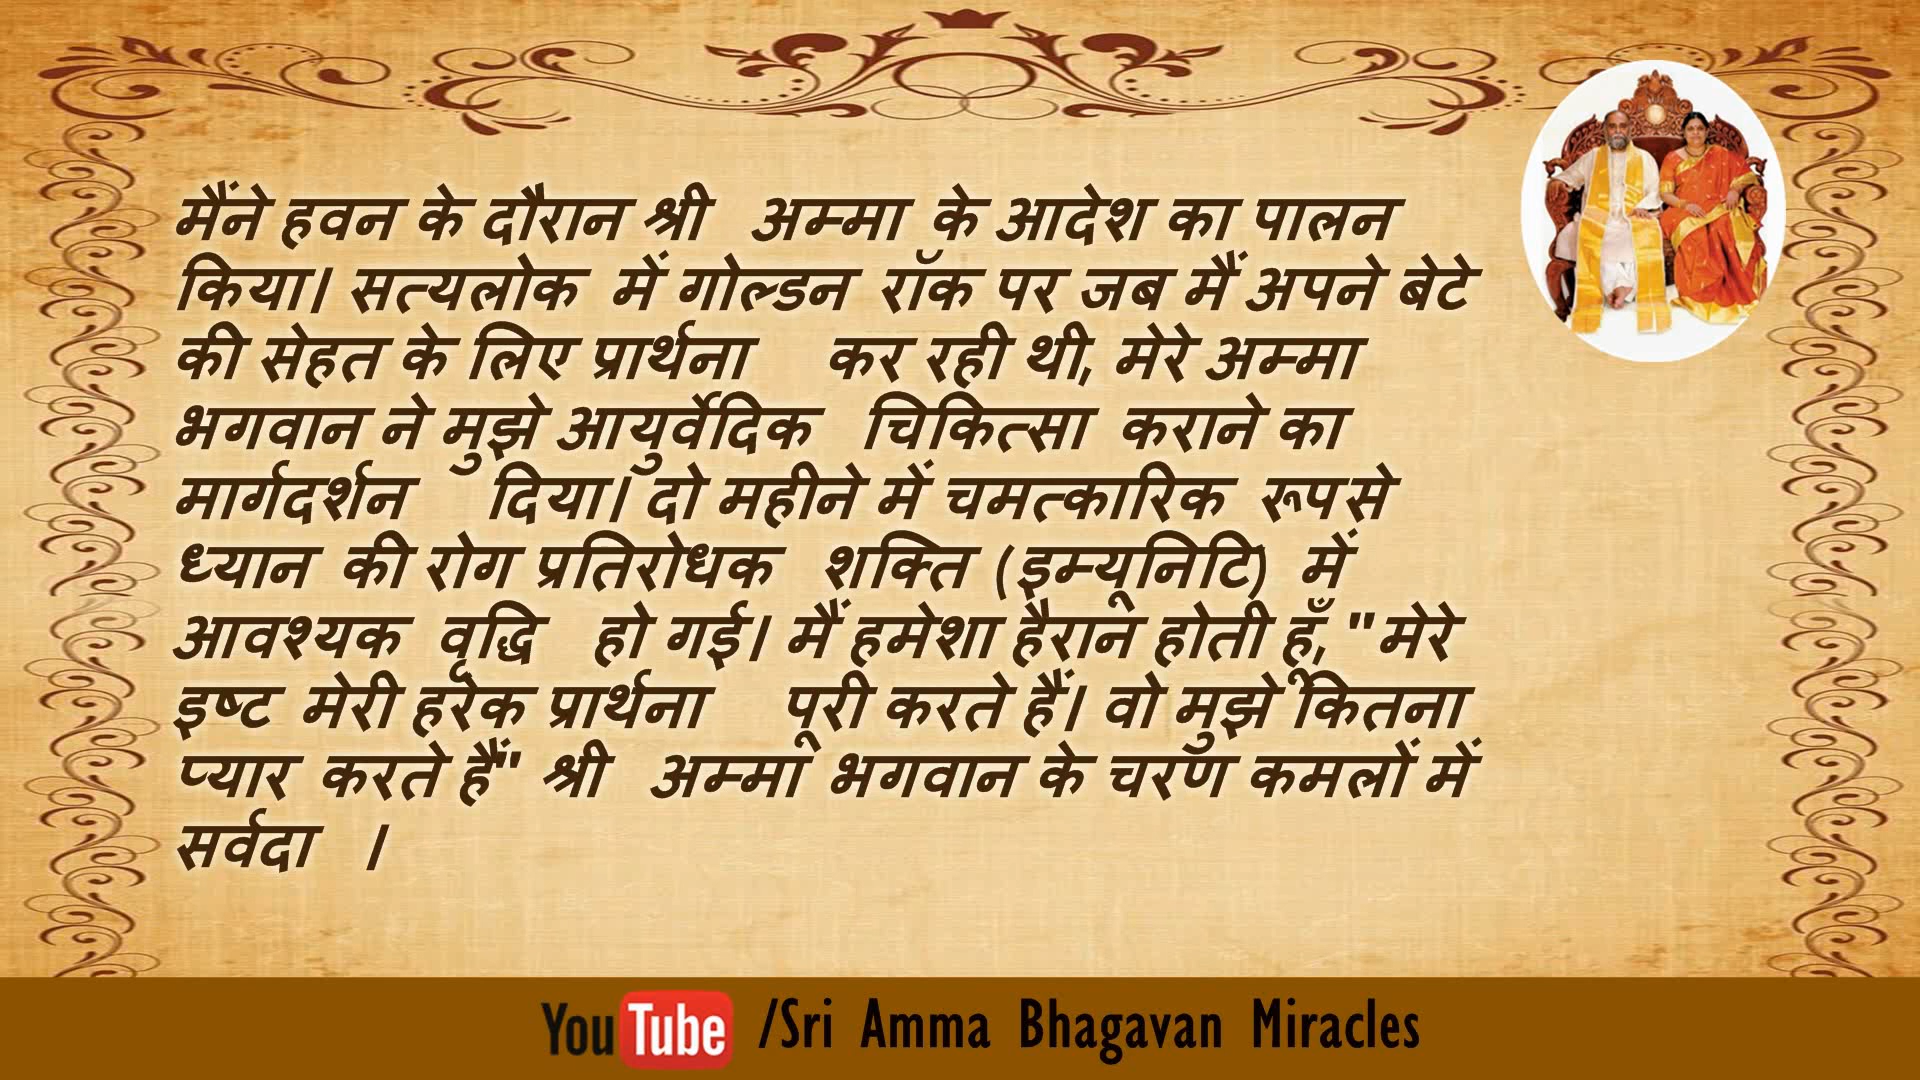 मैंने हवन के दौरान श्री अम्मा के आदेश का पालन
किया। सत्यलोक में गोल्डन रॉक पर जब मैं अपने बेटे
की सेहत के लिए प्रार्थना कर रही थी, मेरे अम्मा
भगवान ने मुझे आयुर्वेदिक चिकित्सा कराने का
मार्गदर्शन दिया। दो महीने में चमत्कारिक रूपसे
ध्यान की रोग प्रतिरोधक शक्ति (इम्यूनिटि) में
आवश्यक वृद्धि हो गई। मैं हमेशा हैरान होती हूँ, "मेरे
इष्ट मेरी हरेक प्रार्थना पूरी करते हैं। वो मुझे कितना
प्यार करते हैं" श्री अम्मा भगवान के चरण कमलों में
सर्वदा ।
YouTube /Sri Amma Bhagavan Miracles